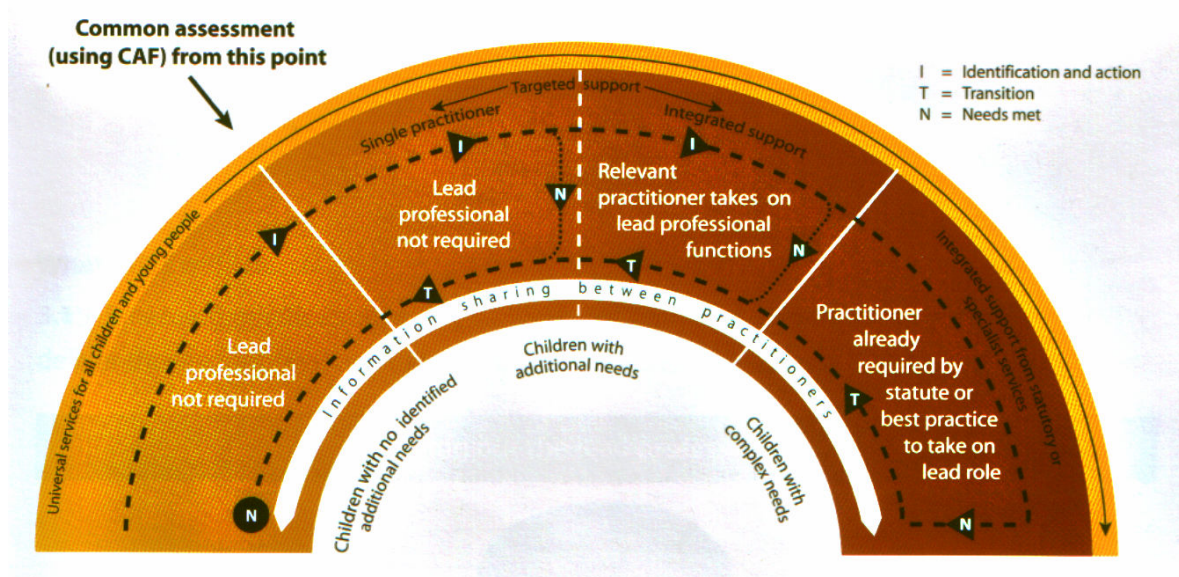 Common assessment
(using CAF) from this point
I = Identification and action
T = Transition
N = Needs met
Targeted support
Single practitioner
Integrated support
Universal services for all children and young people
Integrated support from statutory or
specialist services
I
I
I
Lead
professional
not required
Lead
professional
not required
Relevant
practitioner takes on
lead professional
functions
Practitioner
already
required by
statute or
best practice
to take on
lead role
N
N
T
T
T
N
N
Information sharing between practitioners
Children with no identified
additional needs
Children with
additional needs
Children with
complex needs